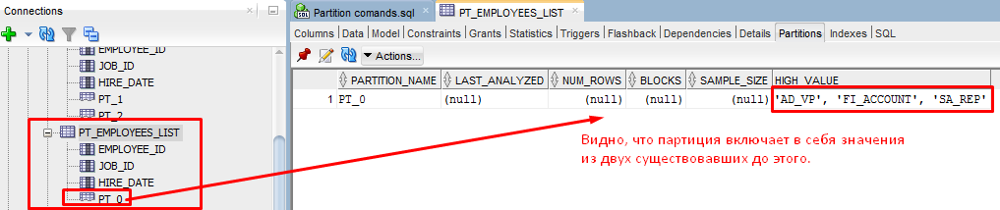 Connections
EMPLOYEE_ID
JOB_ID
HIRE_DATE
PT_1
PT_2
PT_EMPLOYEES_LIST
EMPLOYEE_ID
JOB_ID
HIRE_DATE
PT_0
SQL Partition comands.sql PT_EMPLOYEES_LIST
Columns Data Model Constraints Grants Statistics Triggers Flashback Dependencies Details Partitions Indexes SQL
Actions...
PARTITION_NAME LAST_ANALYZED NUM_ROWS BLOCKS SAMPLE_SIZE HIGH_VALUE
1 PT_0 (null) (null) (null) (null) 'AD_VP', 'FI_ACCOUNT', 'SA_REP'
Видно, что партиция включает в себя значения
из двух существовавших до этого.